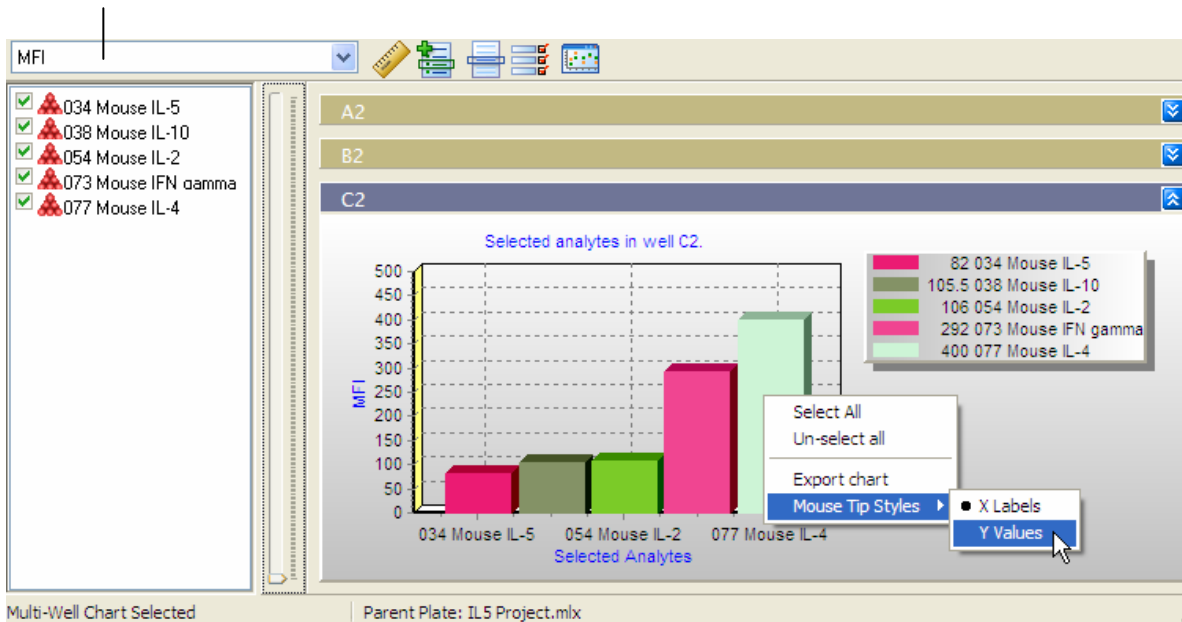 MFI
034 Mouse IL-5
038 Mouse IL-10
054 Mouse IL-2
073 Mouse IFN gamma
077 Mouse IL-4
A2
B2
C2
Selected analytes in well C2.
500
450
400
350
300
250
200
150
100
50
0
MFI
034 Mouse IL-5 054 Mouse IL-2 077 Mouse IL-4
Selected Analytes
82 034 Mouse IL-5
105.5 038 Mouse IL-10
106 054 Mouse IL-2
292 073 Mouse IFN gamma
400 077 Mouse IL-4
Select All
Un-select all
Export chart
Mouse Tip Styles
X Labels
Y Values
Multi-Well Chart Selected
Parent Plate: IL5 Project.mlx